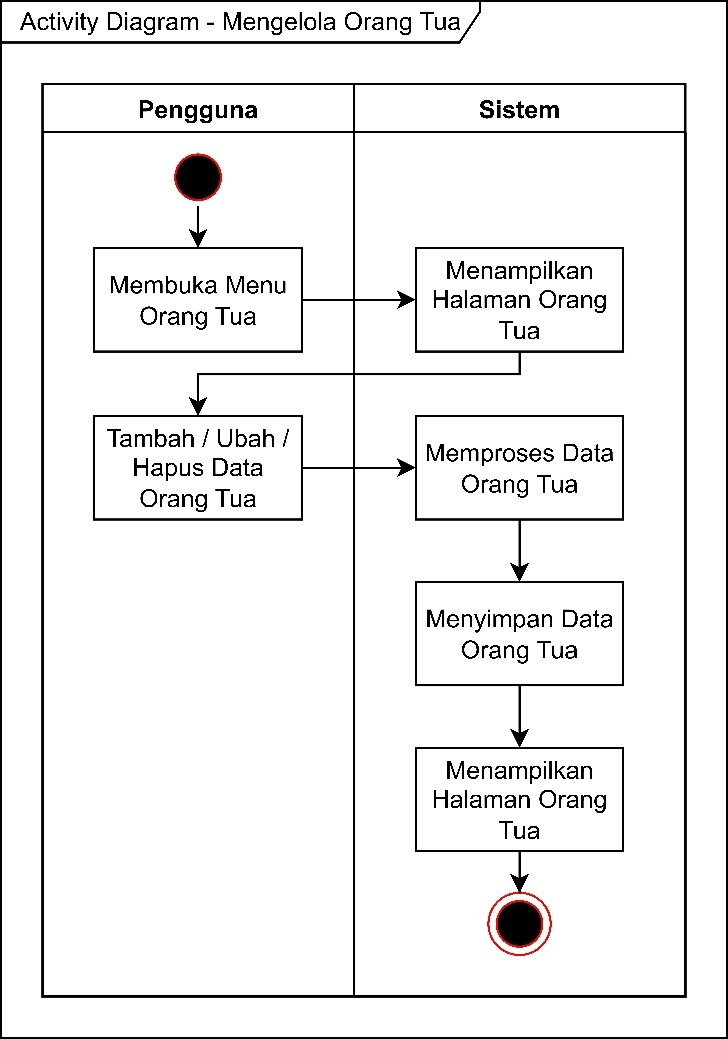 Activity Diagram - Mengelola Orang Tua
Pengguna
Sistem
Membuka Menu
Orang Tua
Menampilkan
Halaman Orang
Tua
Tambah / Ubah /
Hapus Data
Orang Tua
Memproses Data
Orang Tua
Menyimpan Data
Orang Tua
Menampilkan
Halaman Orang
Tua